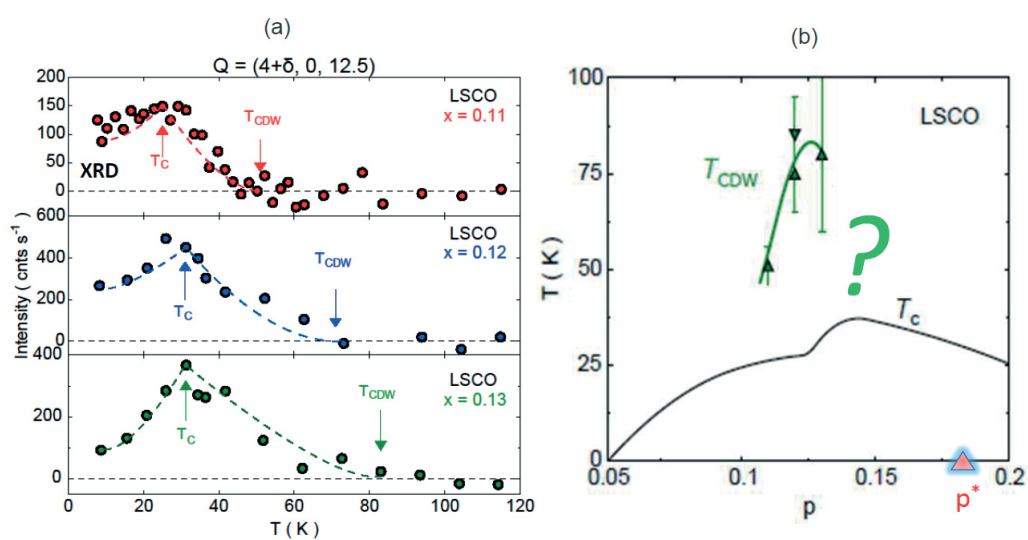 (a)
Q = (4+δ, 0, 12.5)
200
150
100
50
0
LSCO
x = 0.11
T_CDW
T_C
XRD
600
400
200
0
LSCO
x = 0.12
T_CDW
T_C
400
200
0
LSCO
x = 0.13
T_CDW
T_C
Intensity ( cnts s⁻¹)
0 20 40 60 80 100 120
T ( K )
(b)
100
75
50
25
0
LSCO
T_CDW
?
T_c
T ( K )
0.05 0.1 0.15 0.2
p
p*